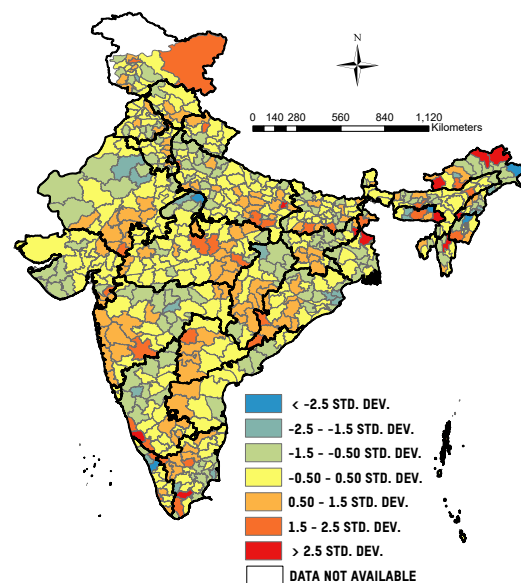 N
0 140 280 560 840 1,120
Kilometers
< -2.5 STD. DEV.
-2.5 - -1.5 STD. DEV.
-1.5 - -0.50 STD. DEV.
-0.50 - 0.50 STD. DEV.
0.50 - 1.5 STD. DEV.
1.5 - 2.5 STD. DEV.
> 2.5 STD. DEV.
DATA NOT AVAILABLE